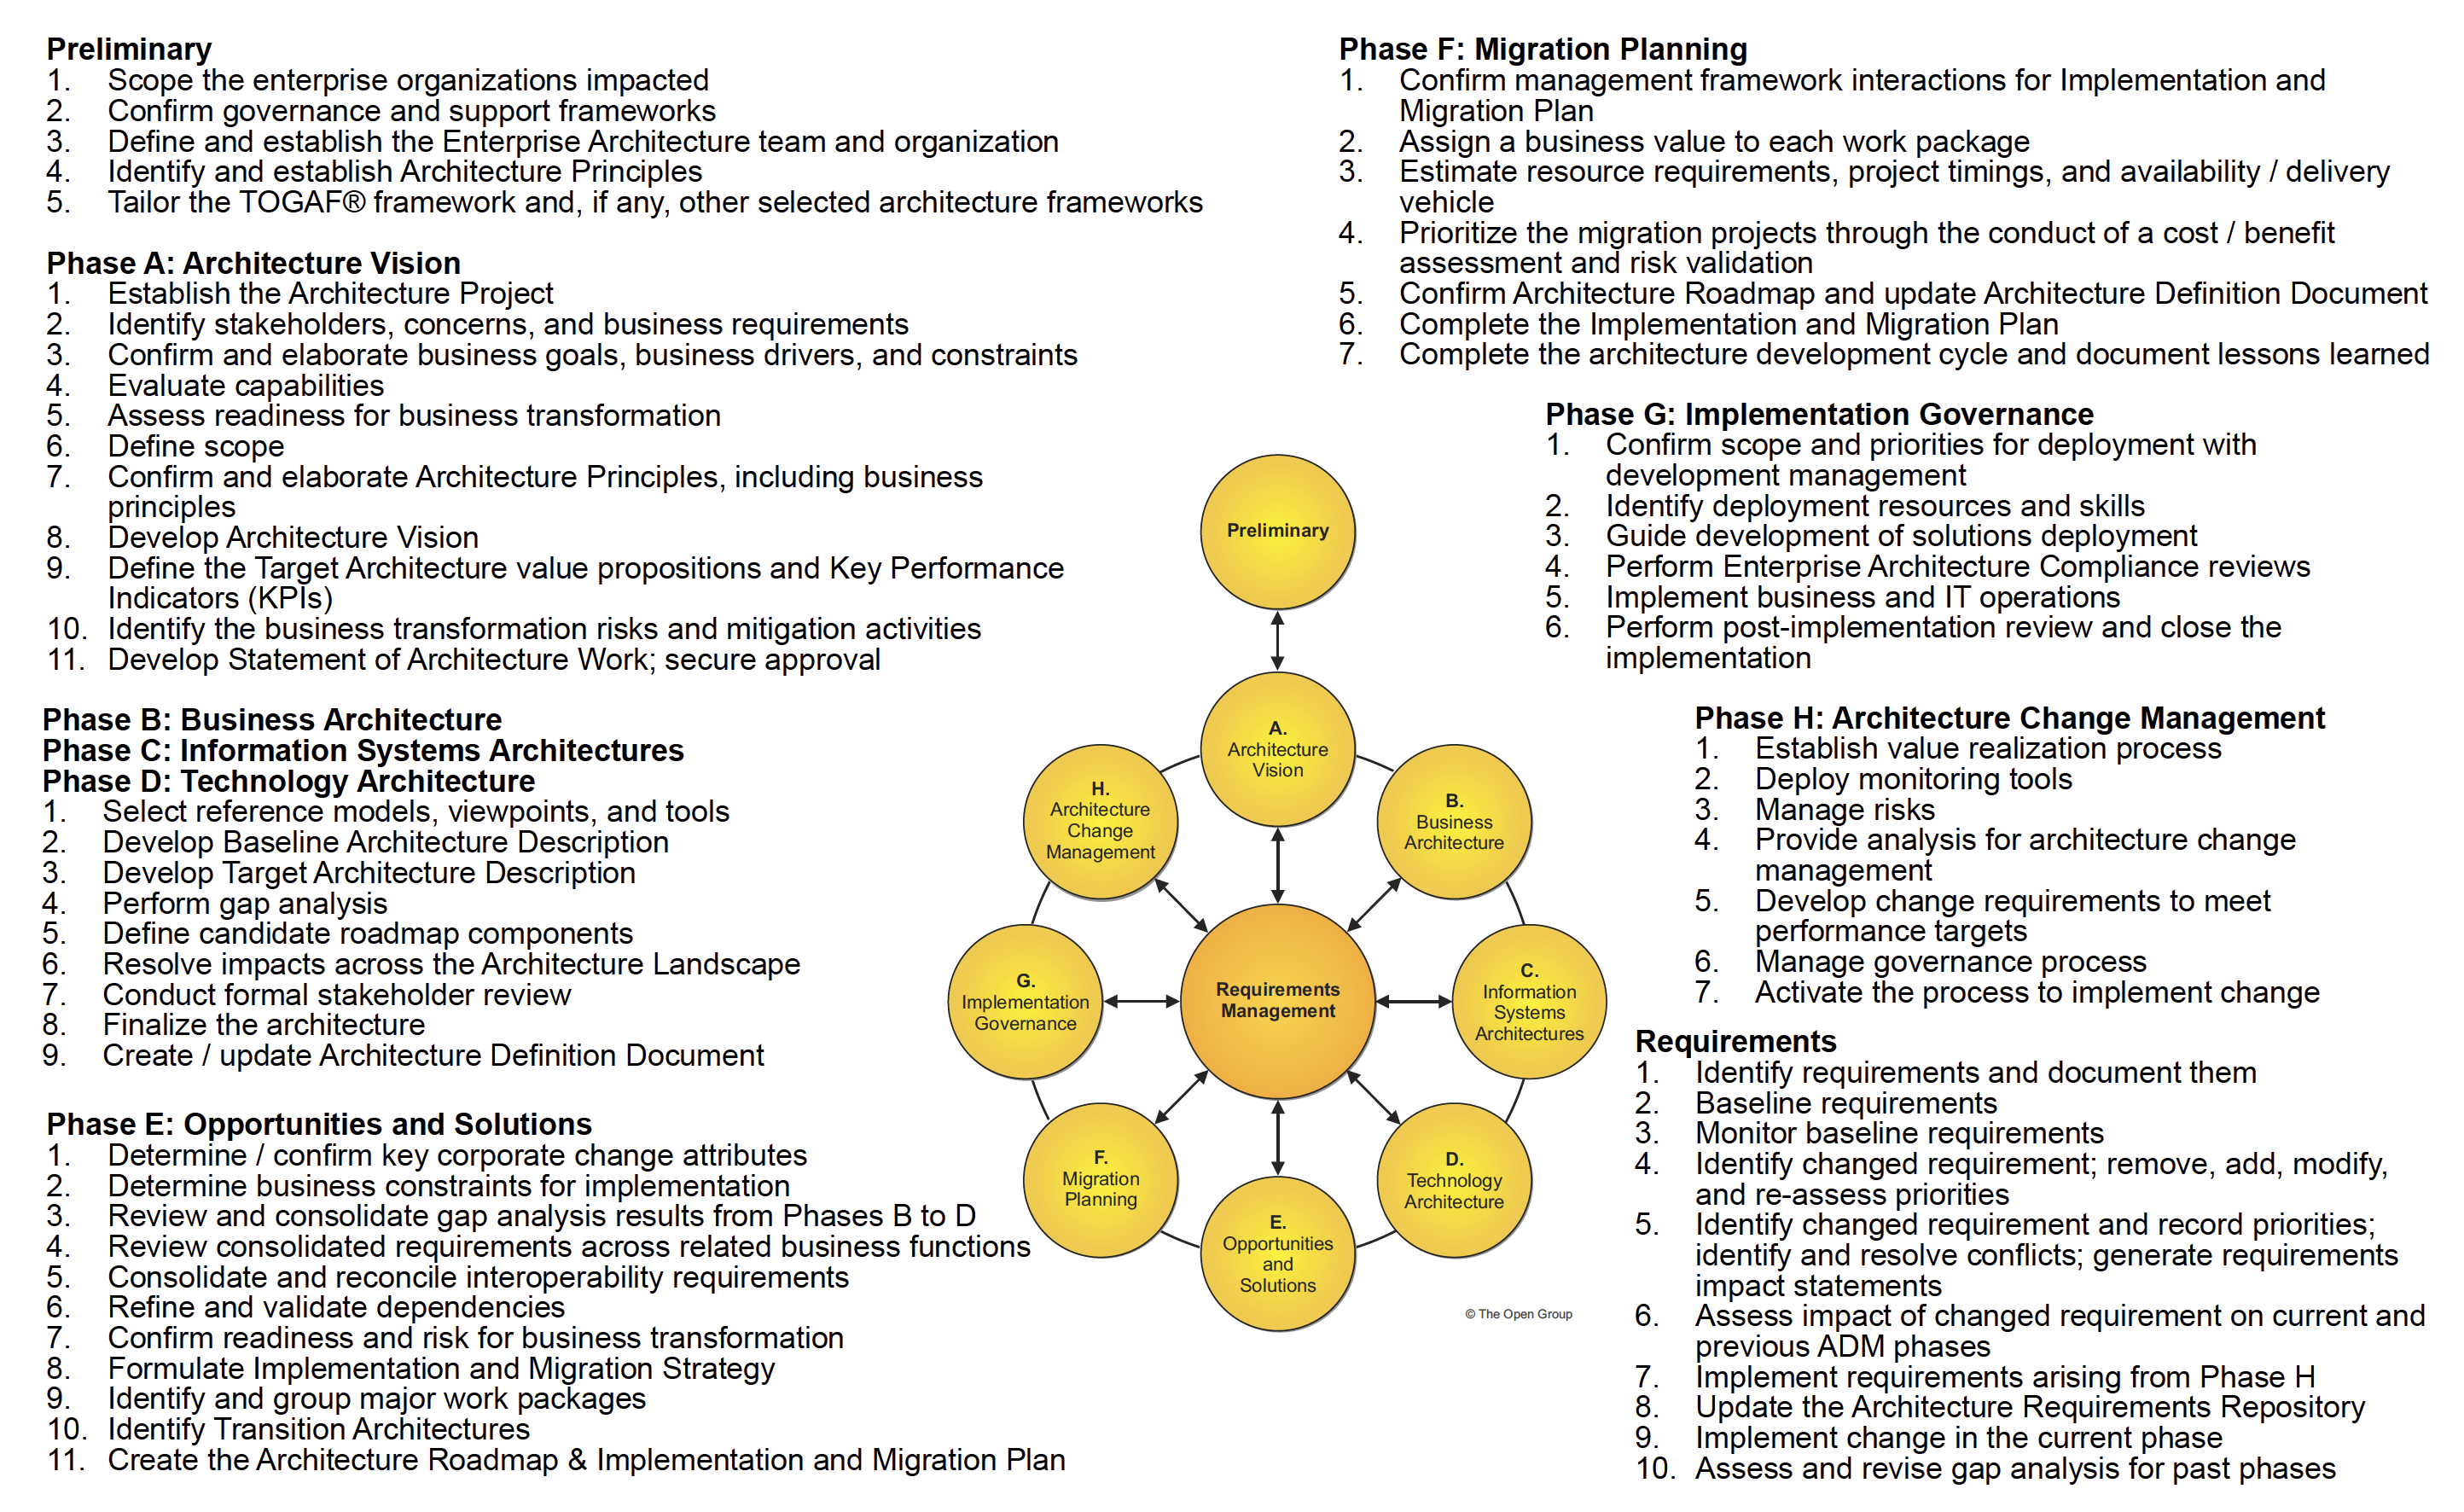 Preliminary
1. Scope the enterprise organizations impacted
2. Confirm governance and support frameworks
3. Define and establish the Enterprise Architecture team and organization
4. Identify and establish Architecture Principles
5. Tailor the TOGAF® framework and, if any, other selected architecture frameworks
Phase A: Architecture Vision
1. Establish the Architecture Project
2. Identify stakeholders, concerns, and business requirements
3. Confirm and elaborate business goals, business drivers, and constraints
4. Evaluate capabilities
5. Assess readiness for business transformation
6. Define scope
7. Confirm and elaborate Architecture Principles, including business
principles
8. Develop Architecture Vision
9. Define the Target Architecture value propositions and Key Performance
Indicators (KPIs)
10. Identify the business transformation risks and mitigation activities
11. Develop Statement of Architecture Work; secure approval
Phase B: Business Architecture
Phase C: Information Systems Architectures
Phase D: Technology Architecture
1. Select reference models, viewpoints, and tools
2. Develop Baseline Architecture Description
3. Develop Target Architecture Description
4. Perform gap analysis
5. Define candidate roadmap components
6. Resolve impacts across the Architecture Landscape
7. Conduct formal stakeholder review
8. Finalize the architecture
9. Create / update Architecture Definition Document
Phase E: Opportunities and Solutions
1. Determine / confirm key corporate change attributes
2. Determine business constraints for implementation
3. Review and consolidate gap analysis results from Phases B to D
4. Review consolidated requirements across related business functions
5. Consolidate and reconcile interoperability requirements
6. Refine and validate dependencies
7. Confirm readiness and risk for business transformation
8. Formulate Implementation and Migration Strategy
9. Identify and group major work packages
10. Identify Transition Architectures
11. Create the Architecture Roadmap & Implementation and Migration Plan
Preliminary
A.
Architecture
Vision
B.
Business
Architecture
C.
Information
Systems
Architectures
D.
Technology
Architecture
E.
Opportunities
and
Solutions
F.
Migration
Planning
G.
Implementation
Governance
H.
Architecture
Change
Management
Requirements
Management
© The Open Group
Phase F: Migration Planning
1. Confirm management framework interactions for Implementation and
Migration Plan
2. Assign a business value to each work package
3. Estimate resource requirements, project timings, and availability / delivery
vehicle
4. Prioritize the migration projects through the conduct of a cost / benefit
assessment and risk validation
5. Confirm Architecture Roadmap and update Architecture Definition Document
6. Complete the Implementation and Migration Plan
7. Complete the architecture development cycle and document lessons learned
Phase G: Implementation Governance
1. Confirm scope and priorities for deployment with
development management
2. Identify deployment resources and skills
3. Guide development of solutions deployment
4. Perform Enterprise Architecture Compliance reviews
5. Implement business and IT operations
6. Perform post-implementation review and close the
implementation
Phase H: Architecture Change Management
1. Establish value realization process
2. Deploy monitoring tools
3. Manage risks
4. Provide analysis for architecture change
management
5. Develop change requirements to meet
performance targets
6. Manage governance process
7. Activate the process to implement change
Requirements
1. Identify requirements and document them
2. Baseline requirements
3. Monitor baseline requirements
4. Identify changed requirement; remove, add, modify,
and re-assess priorities
5. Identify changed requirement and record priorities;
identify and resolve conflicts; generate requirements
impact statements
6. Assess impact of changed requirement on current and
previous ADM phases
7. Implement requirements arising from Phase H
8. Update the Architecture Requirements Repository
9. Implement change in the current phase
10. Assess and revise gap analysis for past phases